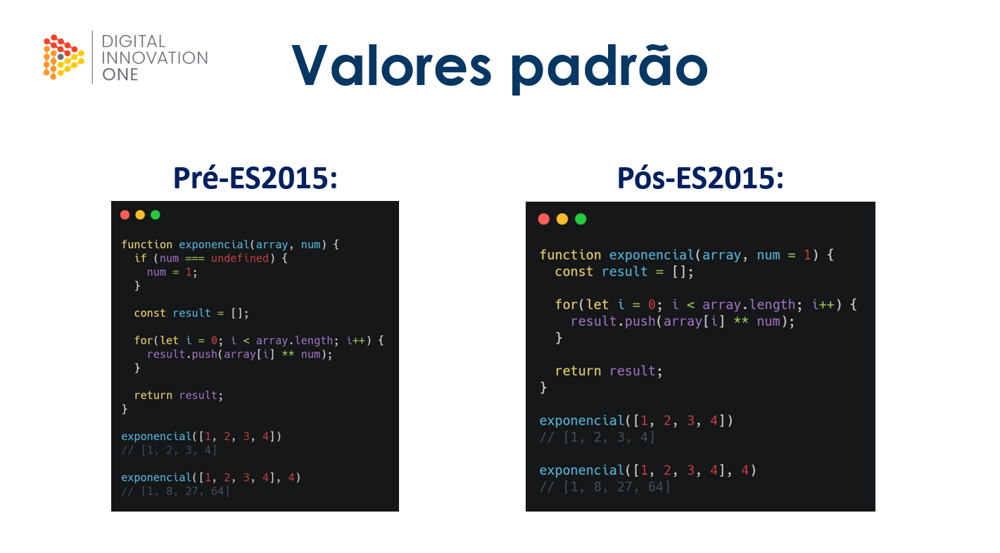 DIGITAL
INNOVATION
ONE
Valores padrão
Pré-ES2015:
function exponencial(array, num) {
  if (num === undefined) {
    num = 1;
  }

  const result = [];

  for(let i = 0; i < array.length; i++) {
    result.push(array[i] ** num);
  }

  return result;
}

exponencial([1, 2, 3, 4])
// [1, 2, 3, 4]

exponencial([1, 2, 3, 4], 4)
// [1, 8, 27, 64]
Pós-ES2015:
function exponencial(array, num = 1) {
  const result = [];

  for(let i = 0; i < array.length; i++) {
    result.push(array[i] ** num);
  }

  return result;
}

exponencial([1, 2, 3, 4])
// [1, 2, 3, 4]

exponencial([1, 2, 3, 4], 4)
// [1, 8, 27, 64]